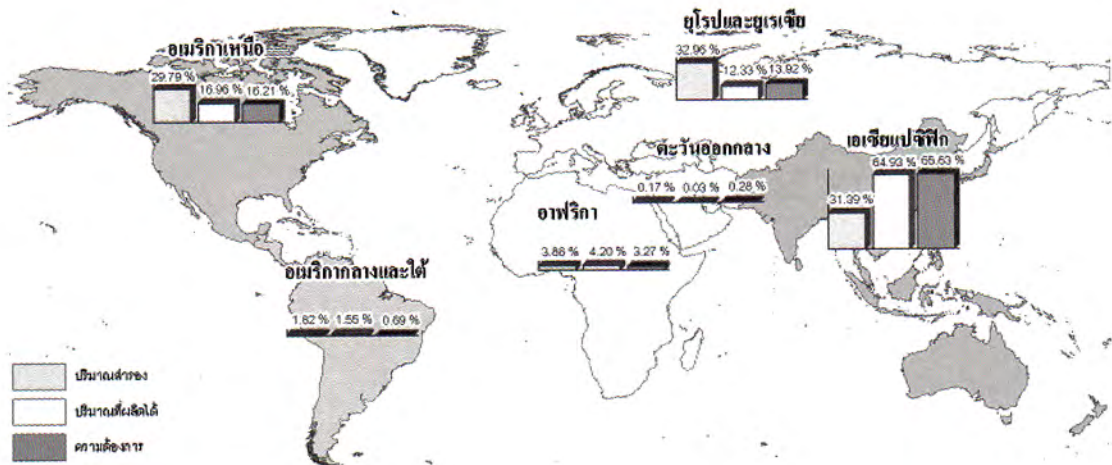 ยุโรปและยูเรเซีย
32.95 % 12.33 % 13.92 %
อเมริกาเหนือ
29.79 % 16.96 % 16.21 %
เอเซียแปซิฟิก
31.39 % 64.93 % 65.63 %
ตะวันออกกลาง
0.17 % 0.03 % 0.28 %
อาฟริกา
3.88 % 4.20 % 3.27 %
อเมริกากลางและใต้
1.82 % 1.55 % 0.69 %
ปริมาณสำรอง
ปริมาณที่ผลิตได้
ความต้องการ